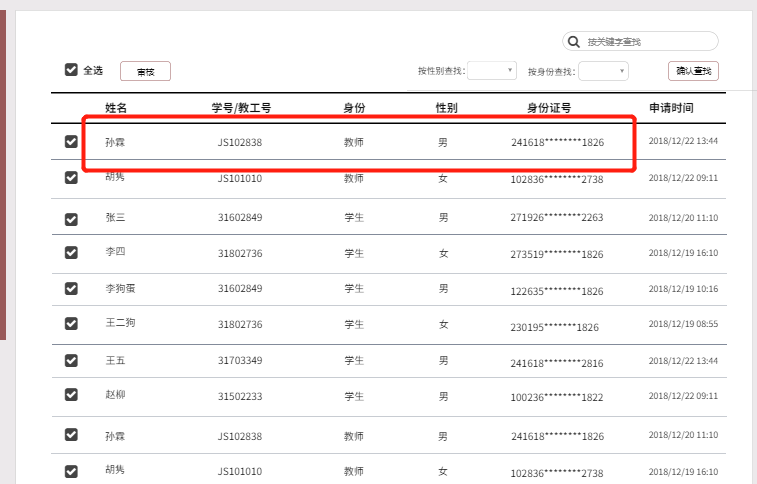 按关键字查找
全选 审核 按性别查找: 按身份查找: 确认查找
姓名 学号/教工号 身份 性别 身份证号 申请时间
孙霖 JS102838 教师 男 241618********1826 2018/12/22 13:44
胡隽 JS101010 教师 女 102836********2738 2018/12/22 09:11
张三 31602849 学生 男 271926********2263 2018/12/20 11:10
李四 31802736 学生 女 273519********1826 2018/12/19 16:10
李狗蛋 31602849 学生 男 122635********1826 2018/12/19 10:16
王二狗 31802736 学生 女 230195*******1826 2018/12/19 08:55
王五 31703349 学生 男 241618********2816 2018/12/22 13:44
赵柳 31502233 学生 男 100236********1822 2018/12/22 09:11
孙霖 JS102838 教师 男 241618********1826 2018/12/20 11:10
胡隽 JS101010 教师 女 102836********2738 2018/12/19 16:10